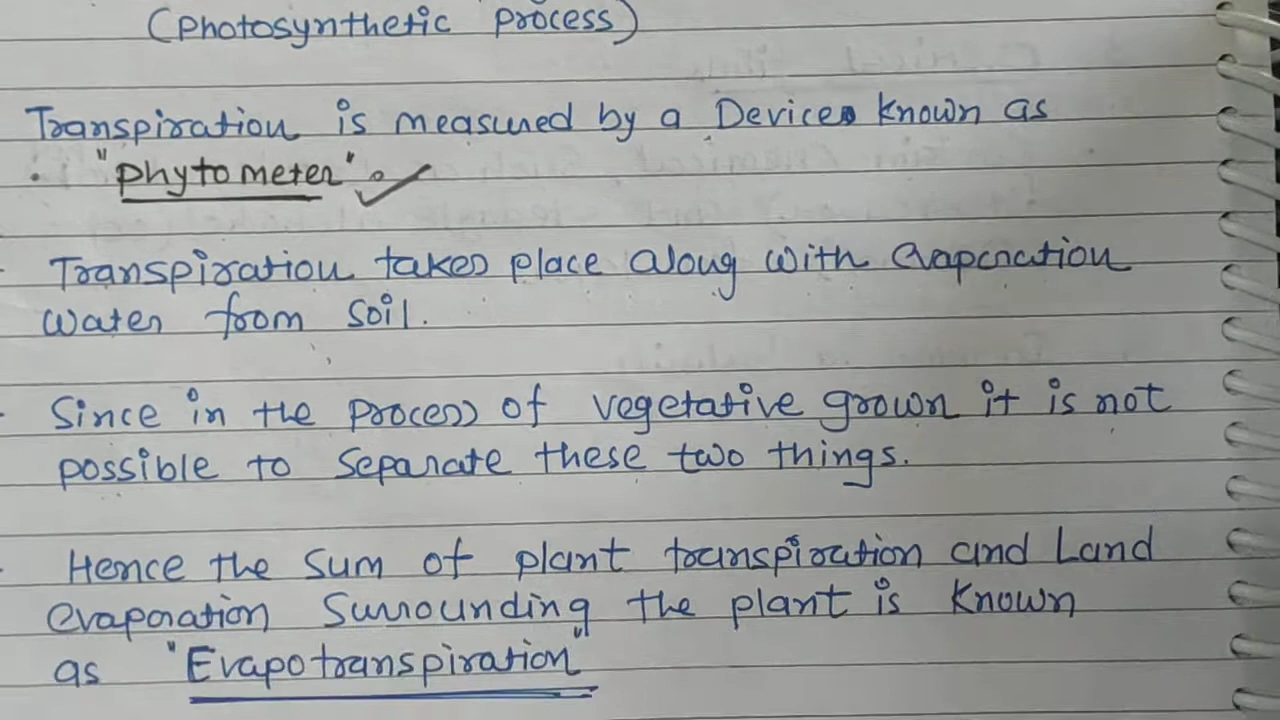 (Photosynthetic process)
Transpiration is measured by a Device known as
"phytometer".
Transpiration takes place along with evaporation
water from soil.
Since in the process of vegetative grown it is not
possible to separate these two things.
Hence the sum of plant transpiration and Land
evaporation surrounding the plant is known
as "Evapotranspiration"